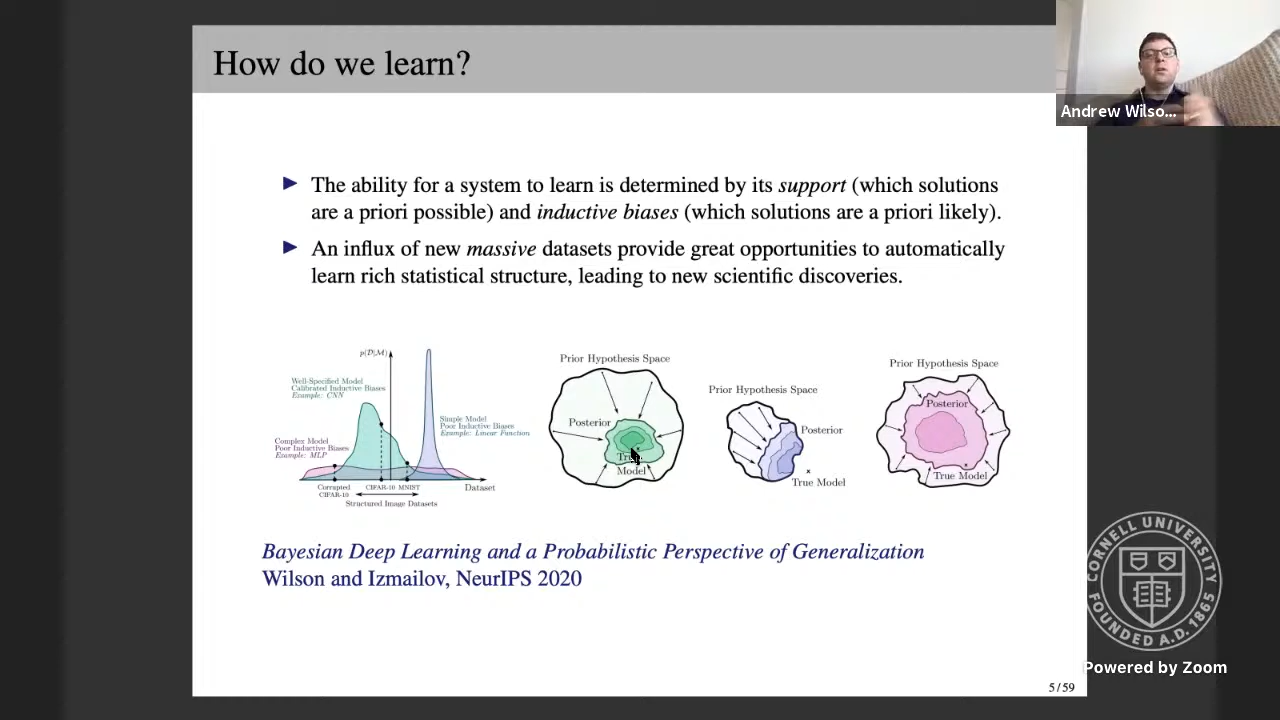 How do we learn?
Andrew Wilso...
▶ The ability for a system to learn is determined by its support (which solutions
are a priori possible) and inductive biases (which solutions are a priori likely).
▶ An influx of new massive datasets provide great opportunities to automatically
learn rich statistical structure, leading to new scientific discoveries.
p(D|M)
Well-Specified Model
Calibrated Inductive Biases
Example: CNN
Simple Model
Poor Inductive Biases
Example: Linear Function
Complex Model
Poor Inductive Biases
Example: MLP
Corrupted
CIFAR-10
CIFAR-10
MNIST
Dataset
Structured Image Datasets
Prior Hypothesis Space
Posterior
Model
Prior Hypothesis Space
Posterior
True Model
Prior Hypothesis Space
Posterior
True Model
Bayesian Deep Learning and a Probabilistic Perspective of Generalization
Wilson and Izmailov, NeurIPS 2020
CORNELL UNIVERSITY
FOUNDED A.D. 1865
Powered by Zoom
5 / 59